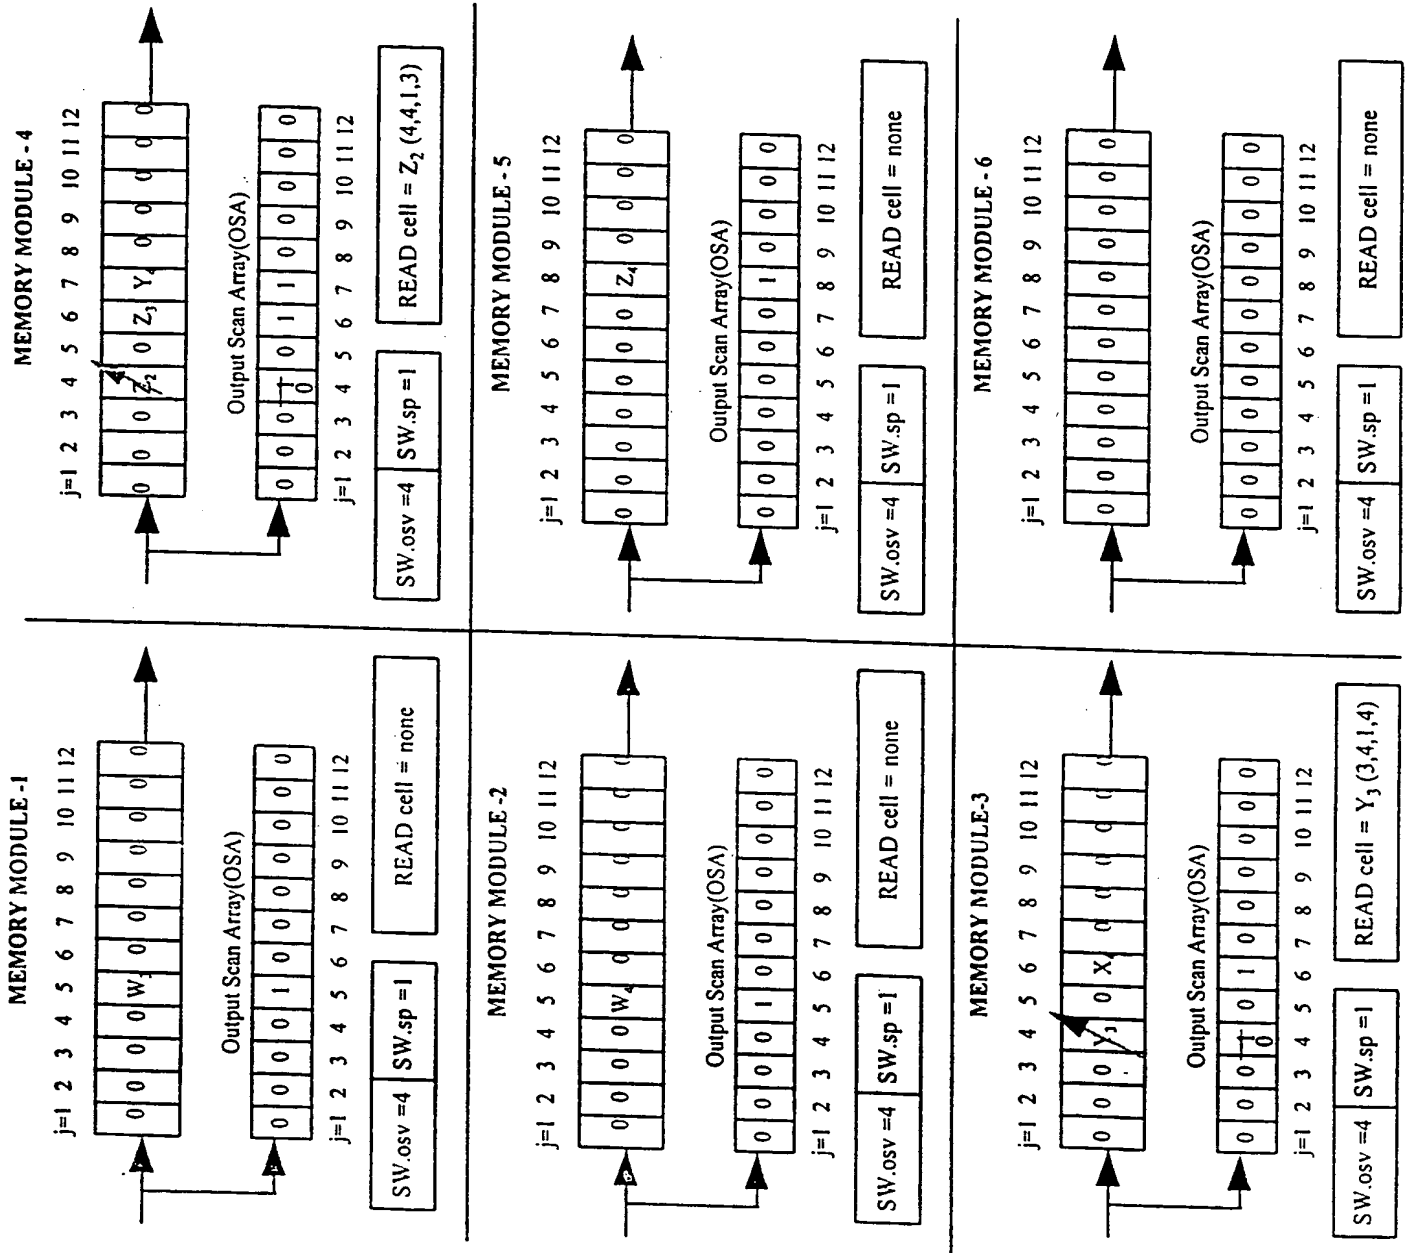 MEMORY MODULE -1
j=1 2 3 4 5 6 7 8 9 10 11 12
0 0 0 0 W 0 0 0 0 0 0 0
Output Scan Array(OSA)
0 0 0 0 1 0 0 0 0 0 0 0
j=1 2 3 4 5 6 7 8 9 10 11 12
SW.osv =4 SW.sp =1
READ cell = none
MEMORY MODULE - 4
j=1 2 3 4 5 6 7 8 9 10 11 12
0 0 0 Z2 0 Z3 Y4 0 0 0 0 0
Output Scan Array(OSA)
0 0 0 1 0 1 1 0 0 0 0 0
0
j=1 2 3 4 5 6 7 8 9 10 11 12
SW.osv =4 SW.sp =1
READ cell = Z2 (4,4,1,3)
MEMORY MODULE -2
j=1 2 3 4 5 6 7 8 9 10 11 12
0 0 0 0 W4 0 0 0 0 0 0 0
Output Scan Array(OSA)
0 0 0 0 1 0 0 0 0 0 0 0
j=1 2 3 4 5 6 7 8 9 10 11 12
SW.osv =4 SW.sp =1
READ cell = none
MEMORY MODULE - 5
j=1 2 3 4 5 6 7 8 9 10 11 12
0 0 0 0 0 0 0 Z4 0 0 0 0
Output Scan Array(OSA)
0 0 0 0 0 0 0 1 0 0 0 0
j=1 2 3 4 5 6 7 8 9 10 11 12
SW.osv =4 SW.sp =1
READ cell = none
MEMORY MODULE-3
j=1 2 3 4 5 6 7 8 9 10 11 12
0 0 0 Y3 0 X4 0 0 0 0 0 0
Output Scan Array(OSA)
0 0 0 1 0 1 0 0 0 0 0 0
0
j=1 2 3 4 5 6 7 8 9 10 11 12
SW.osv =4 SW.sp =1
READ cell = Y3 (3,4,1,4)
MEMORY MODULE - 6
j=1 2 3 4 5 6 7 8 9 10 11 12
0 0 0 0 0 0 0 0 0 0 0 0
Output Scan Array(OSA)
0 0 0 0 0 0 0 0 0 0 0 0
j=1 2 3 4 5 6 7 8 9 10 11 12
SW.osv =4 SW.sp =1
READ cell = none